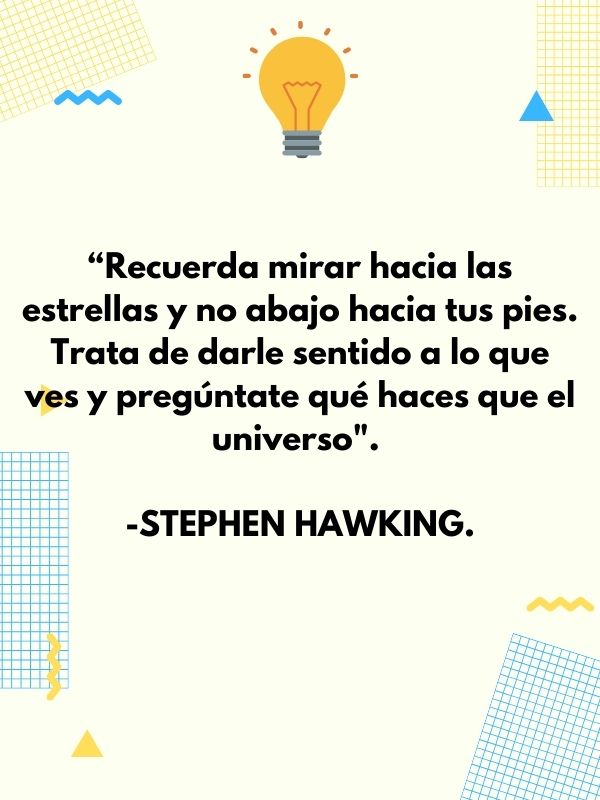 “Recuerda mirar hacia las
estrellas y no abajo hacia tus pies.
Trata de darle sentido a lo que
ves y pregúntate qué haces que el
universo".
-STEPHEN HAWKING.